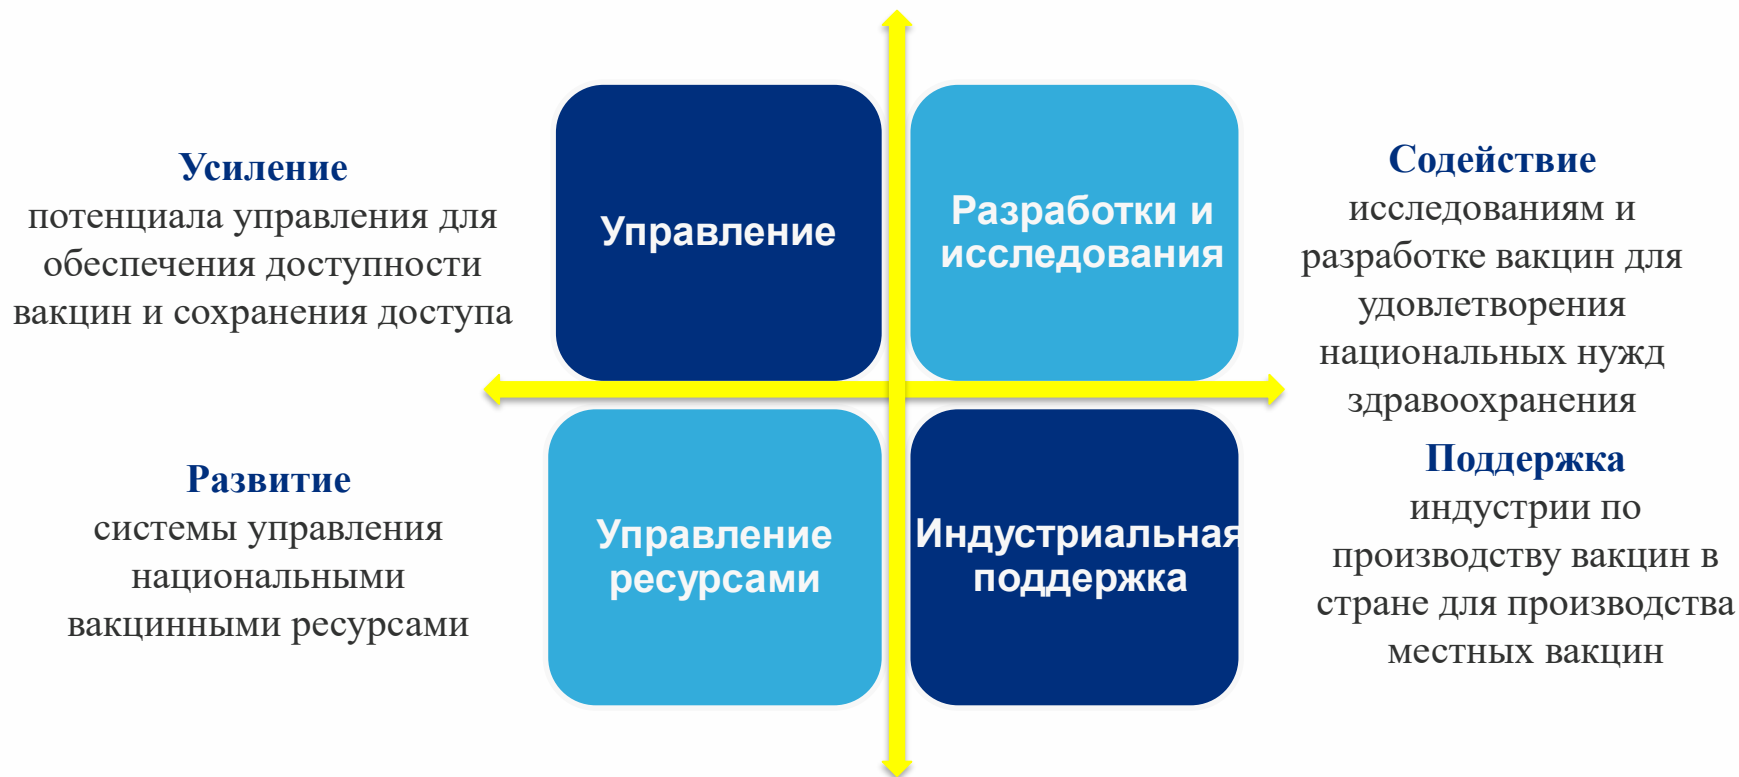 Усиление
потенциала управления для
обеспечения доступности
вакцин и сохранения доступа
Управление
Разработки и
исследования
Содействие
исследованиям и
разработке вакцин для
удовлетворения
национальных нужд
здравоохранения
Развитие
системы управления
национальными
вакцинными ресурсами
Управление
ресурсами
Индустриальная
поддержка
Поддержка
индустрии по
производству вакцин в
стране для производства
местных вакцин